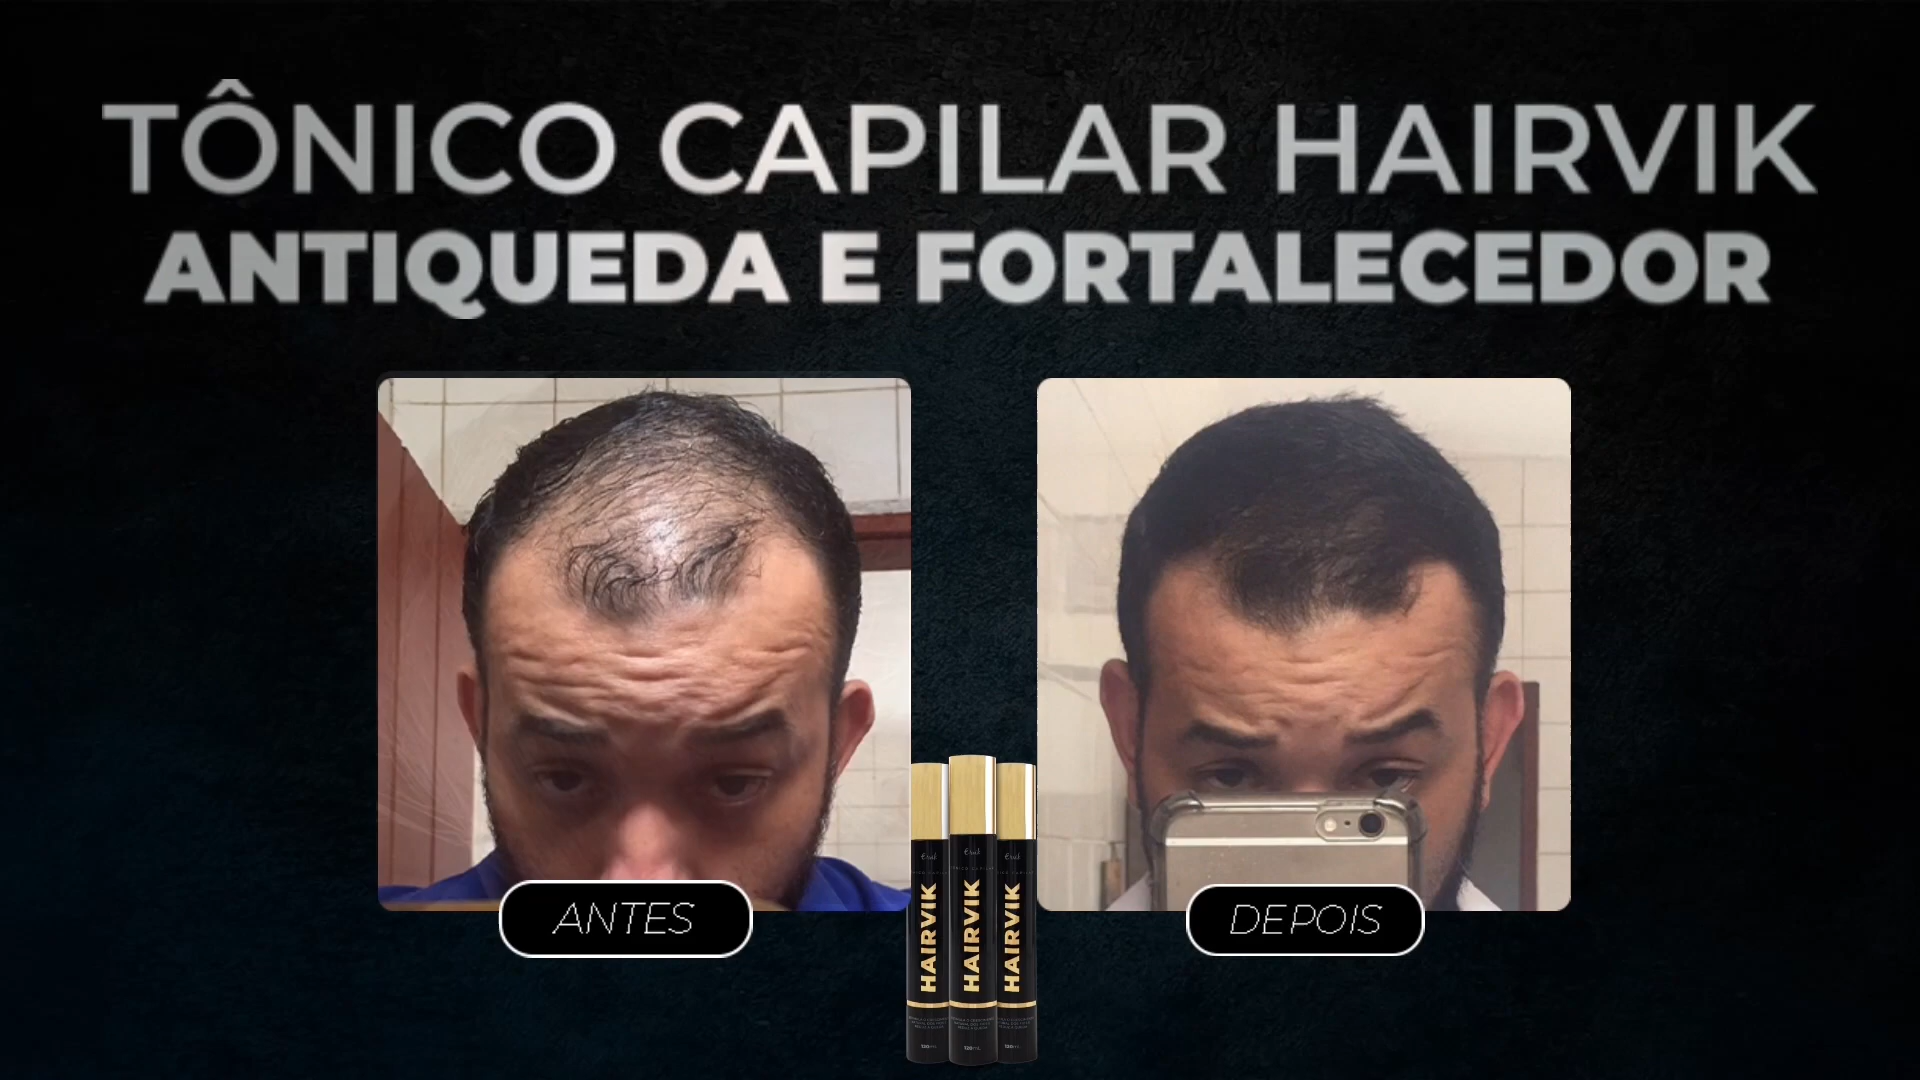 TÔNICO CAPILAR HAIRVIK
ANTIQUEDA E FORTALECEDOR
ANTES
DEPOIS
HAIRVIK
HAIRVIK
HAIRVIK